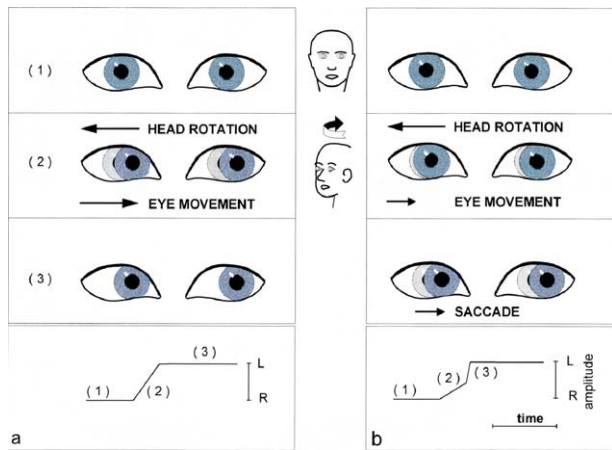 (1)
HEAD ROTATION
HEAD ROTATION
(2)
EYE MOVEMENT
EYE MOVEMENT
(3)
SACCADE
(3)
L
(1)
(2)
R
a
L
(2)
(3)
(1)
R
amplitude
time
b